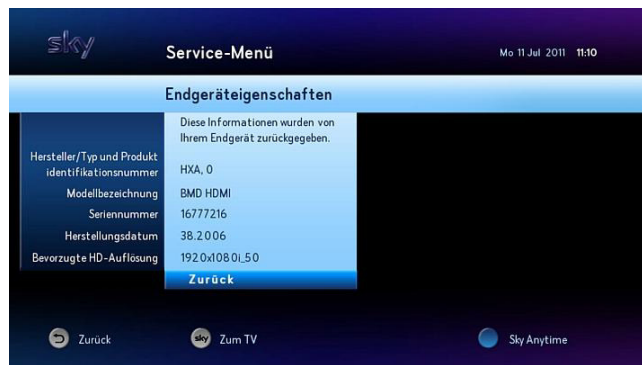 sky
Service-Menü
Mo 11 Jul 2011 11:10
Endgeräteigenschaften
Diese Informationen wurden von
Ihrem Endgerät zurückgegeben.
Hersteller/Typ und Produkt
identifikationsnummer
HXA, 0
Modellbezeichnung
BMD HDMI
Seriennummer
16777216
Herstellungsdatum
38.2006
Bevorzugte HD-Auflösung
1920x1080i_50
Zurück
Zurück
sky
Zum TV
Sky Anytime